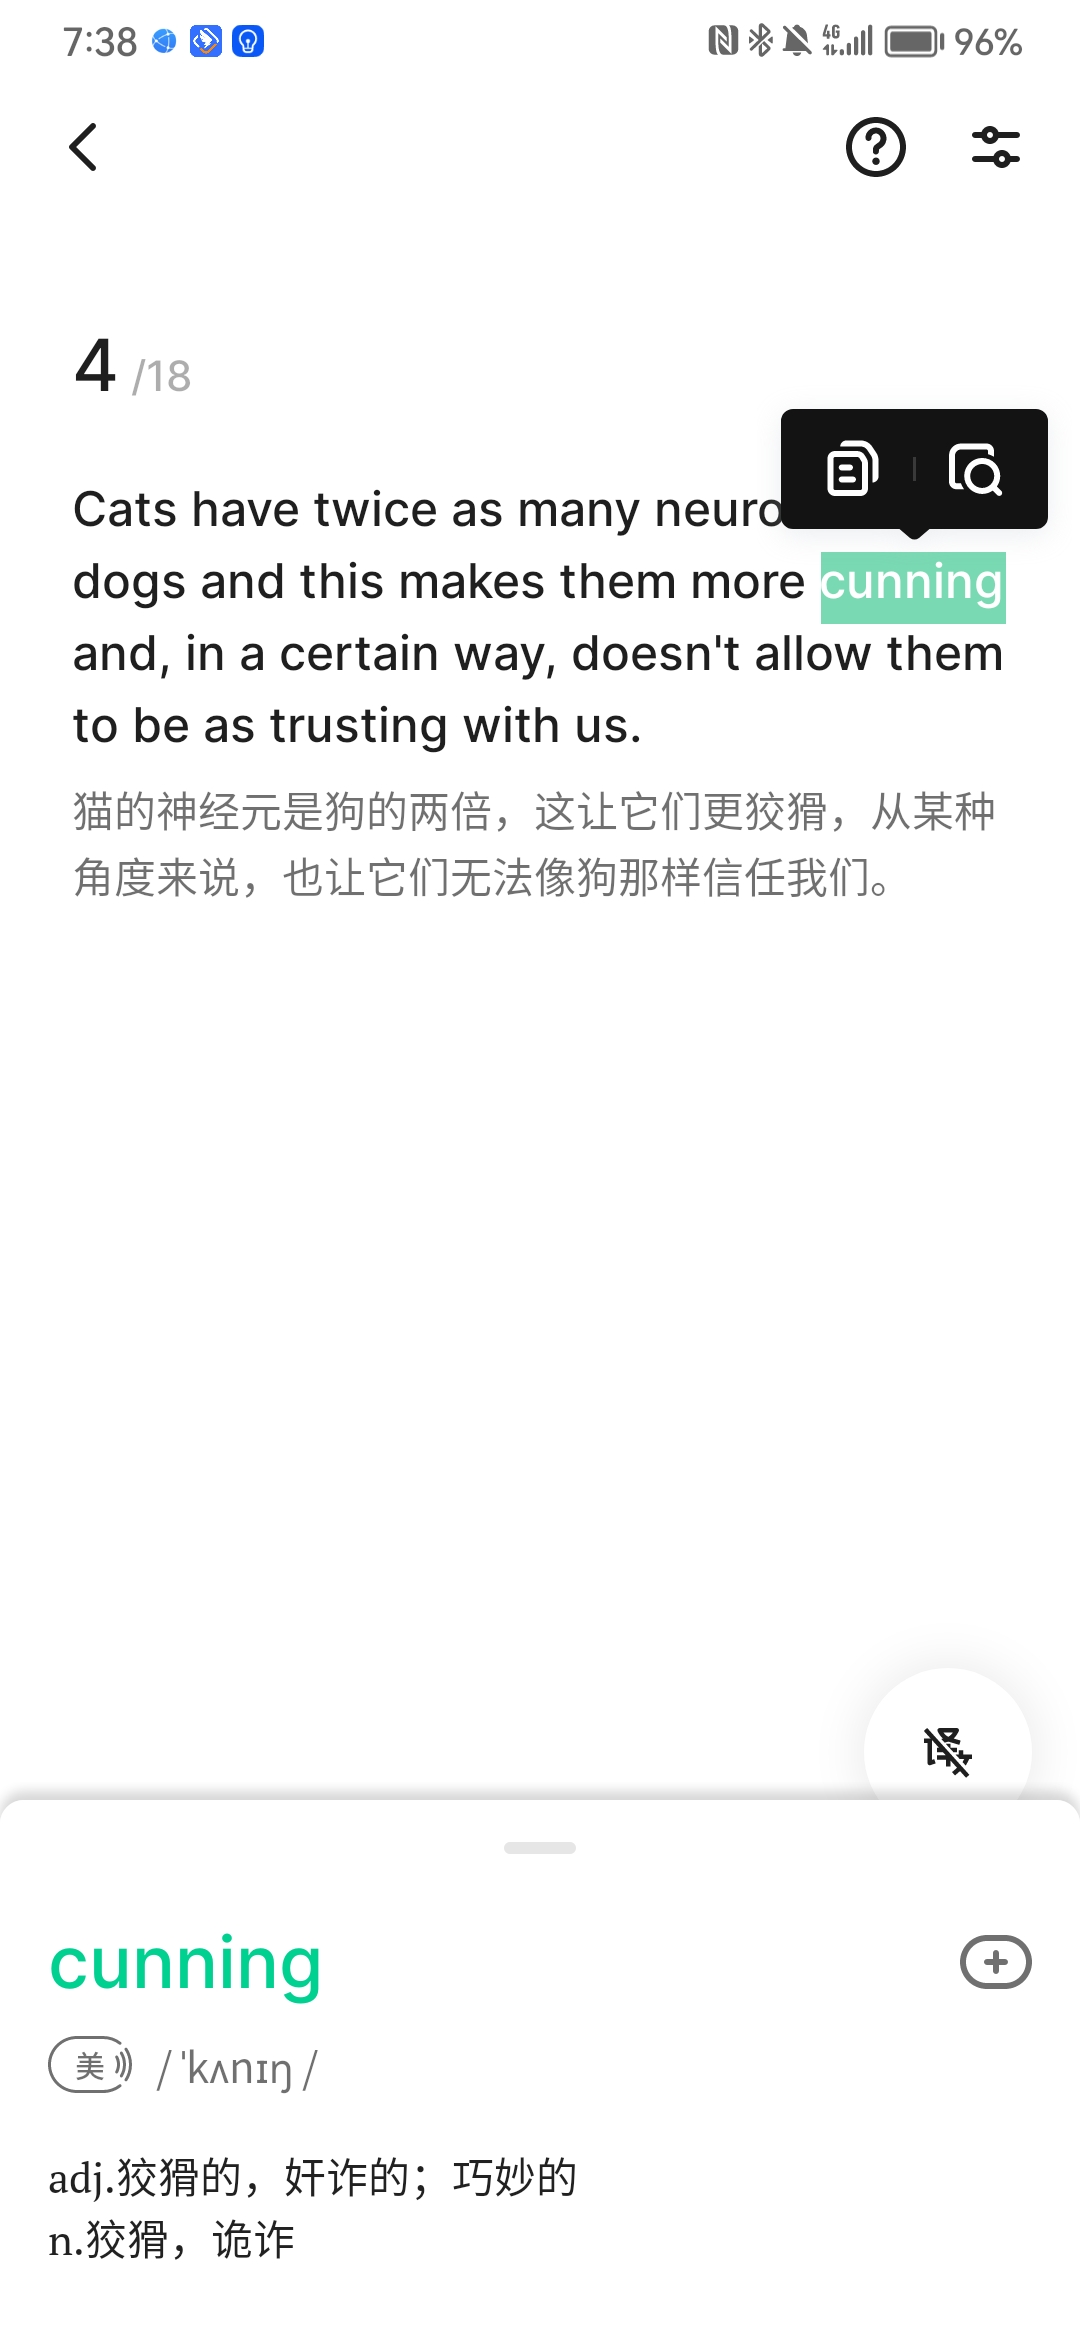 7:38
4G
96%
4 /18
Cats have twice as many neuro
dogs and this makes them more cunning
and, in a certain way, doesn't allow them
to be as trusting with us.
猫的神经元是狗的两倍，这让它们更狡猾，从某种
角度来说，也让它们无法像狗那样信任我们。
cunning
美 / ˈkʌnɪŋ /
adj.狡猾的，奸诈的；巧妙的
n.狡猾，诡诈